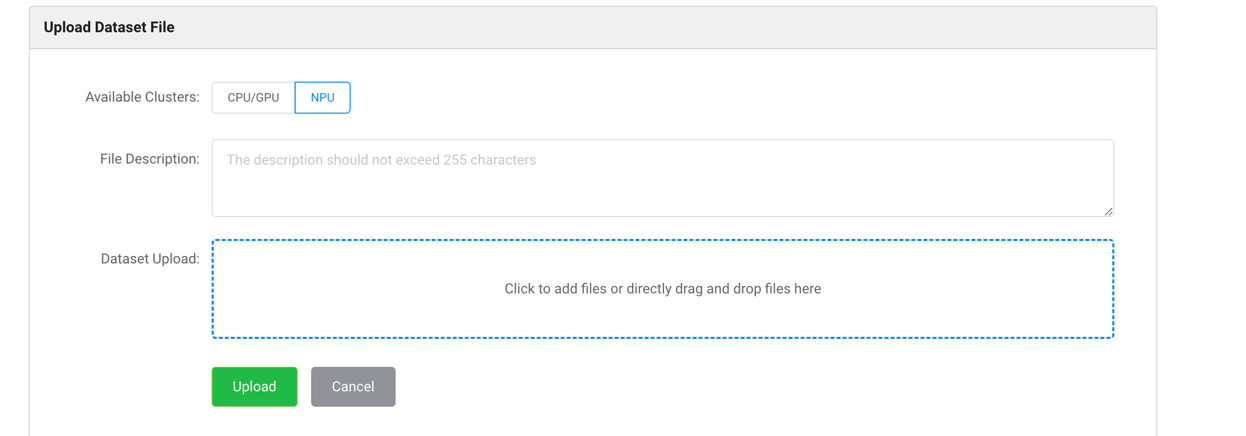 Upload Dataset File
Available Clusters: CPU/GPU NPU
File Description: The description should not exceed 255 characters
Dataset Upload: Click to add files or directly drag and drop files here
Upload Cancel